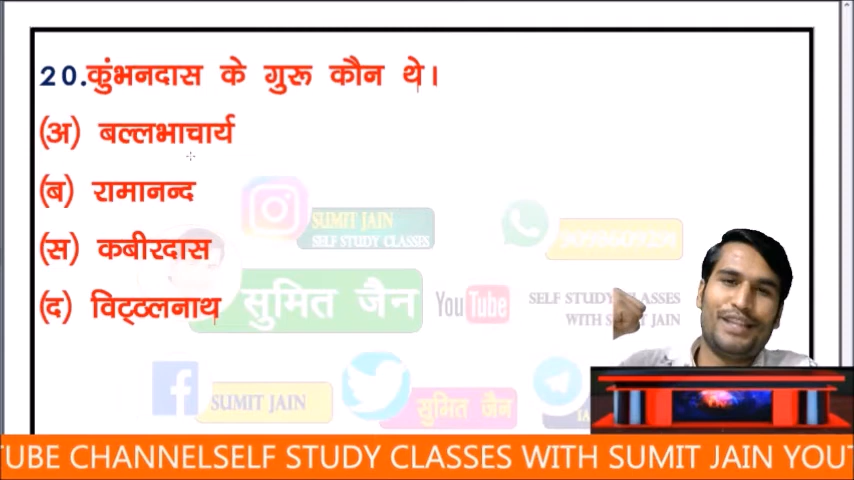 20.कुंभनदास के गुरू कौन थे।
(अ) बल्लभाचार्य
(ब) रामानन्द
(स) कबीरदास
(द) विट्ठलनाथ
SUMIT JAIN
SELF STUDY CLASSES
सुमित जैन
YouTube
SELF STUDY CLASSES
WITH SUMIT JAIN
SUMIT JAIN
सुमित जैन
TUBE CHANNELSELF STUDY CLASSES WITH SUMIT JAIN YOUT